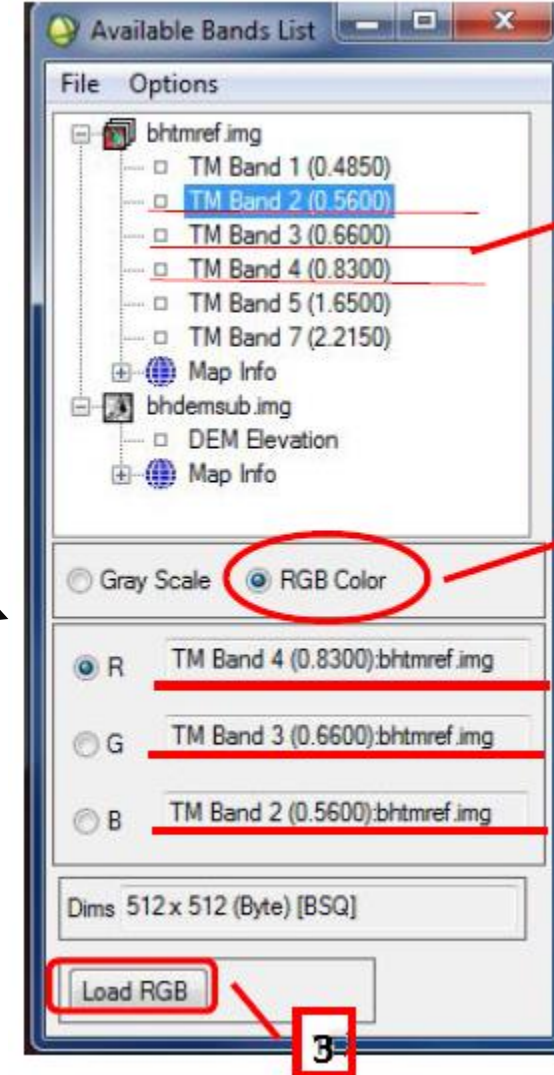 Available Bands List
File Options
bhtmref.img
TM Band 1 (0.4850)
TM Band 2 (0.5600)
TM Band 3 (0.6600)
TM Band 4 (0.8300)
TM Band 5 (1.6500)
TM Band 7 (2.2150)
Map Info
bhdemsub.img
DEM Elevation
Map Info
Gray Scale RGB Color
R TM Band 4 (0.8300):bhtmref.img
G TM Band 3 (0.6600):bhtmref.img
B TM Band 2 (0.5600):bhtmref.img
Dims 512 x 512 (Byte) [BSQ]
Load RGB
3